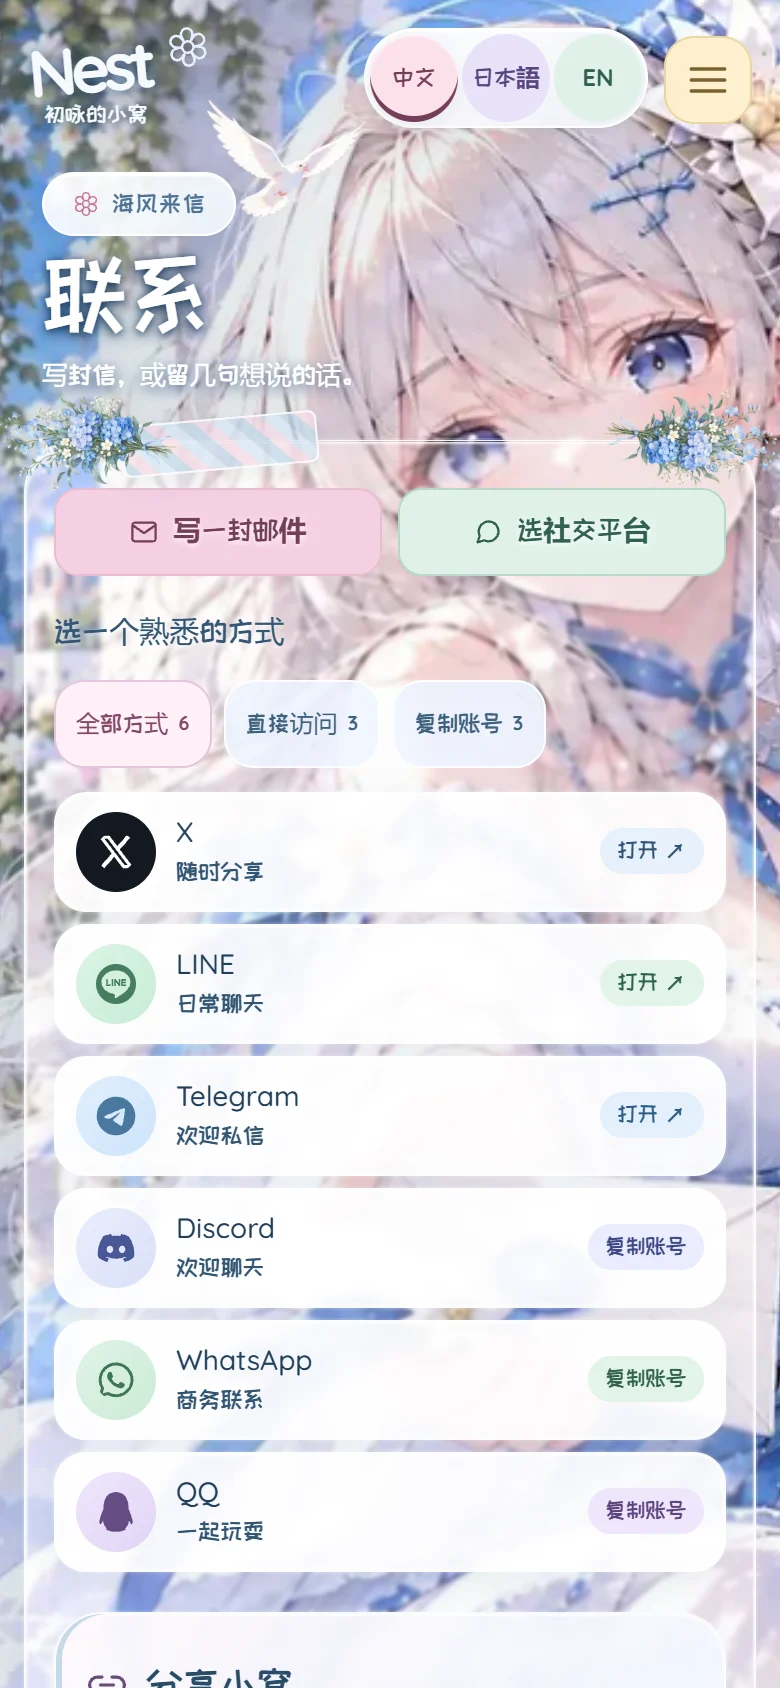 Nest
初咏的小窝
中文 日本語 EN
海风来信
联系
写封信，或留几句想说的话。
写一封邮件 选社交平台
选一个熟悉的方式
全部方式 6 直接访问 3 复制账号 3
X
随时分享
打开 ↗
LINE
LINE
日常聊天
打开 ↗
Telegram
欢迎私信
打开 ↗
Discord
欢迎聊天
复制账号
WhatsApp
商务联系
复制账号
QQ
一起玩耍
复制账号
分享小窝